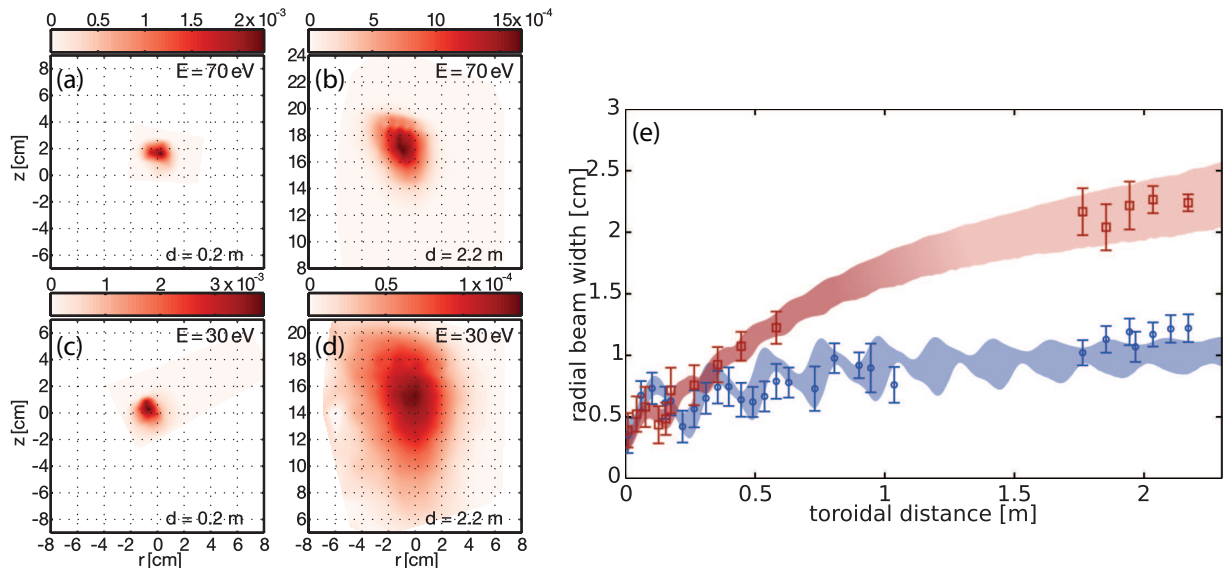 0 0.5 1 1.5 2×10⁻³
(a) E = 70 eV
8
6
4
2
0
-2
-4
-6
z [cm]
d = 0.2 m
0 5 10 15×10⁻⁴
(b) E = 70 eV
24
22
20
18
16
14
12
10
8
d = 2.2 m
0 1 2 3×10⁻³
(c) E = 30 eV
6
4
2
0
-2
-4
-6
-8
z [cm]
d = 0.2 m
-8 -6 -4 -2 0 2 4 6 8
r [cm]
0 0.5 1×10⁻⁴
(d) E = 30 eV
20
18
16
14
12
10
8
6
d = 2.2 m
-8 -6 -4 -2 0 2 4 6 8
r [cm]
(e)
3
2.5
2
1.5
1
0.5
0
radial beam width [cm]
0 0.5 1 1.5 2
toroidal distance [m]